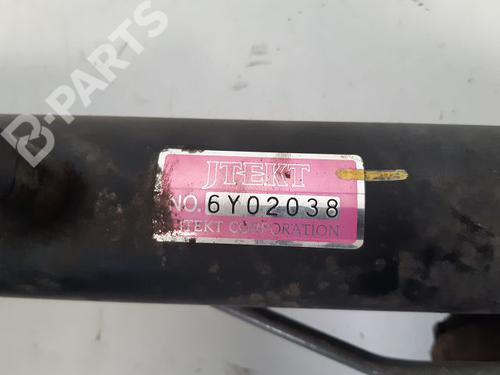 B-PARTS
JTEKT
NO. 6Y02038
JTEKT CORPORATION